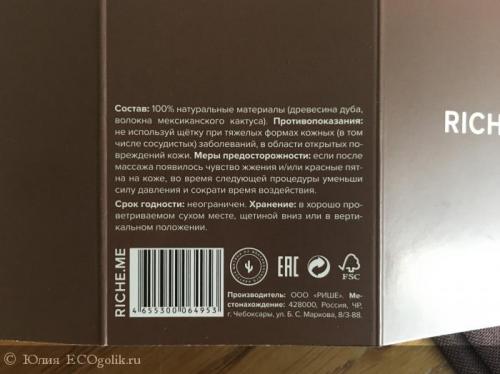 Состав: 100% натуральные материалы (древесина дуба,
волокна мексиканского кактуса). Противопоказания:
не используй щётку при тяжелых формах кожных (в том
числе сосудистых) заболеваний, в области открытых по-
вреждений кожи. Меры предосторожности: если после
массажа появилось чувство жжения и/или красные пят-
на на коже, во время следующей процедуры уменьши
силу давления и сократи время воздействия.
Срок годности: неограничен. Хранение: в хорошо про-
ветриваемом сухом месте, щетиной вниз или в верти-
кальном положении.
RICHE.ME
4 655300 064953
EAC
FSC
Производитель: ООО «РИШЕ». Ме-
стонахождение: 428000, Россия, ЧР,
г. Чебоксары, ул. Б. С. Маркова, 8/3-88.
RICHE
© Юлия ECOgolik.ru